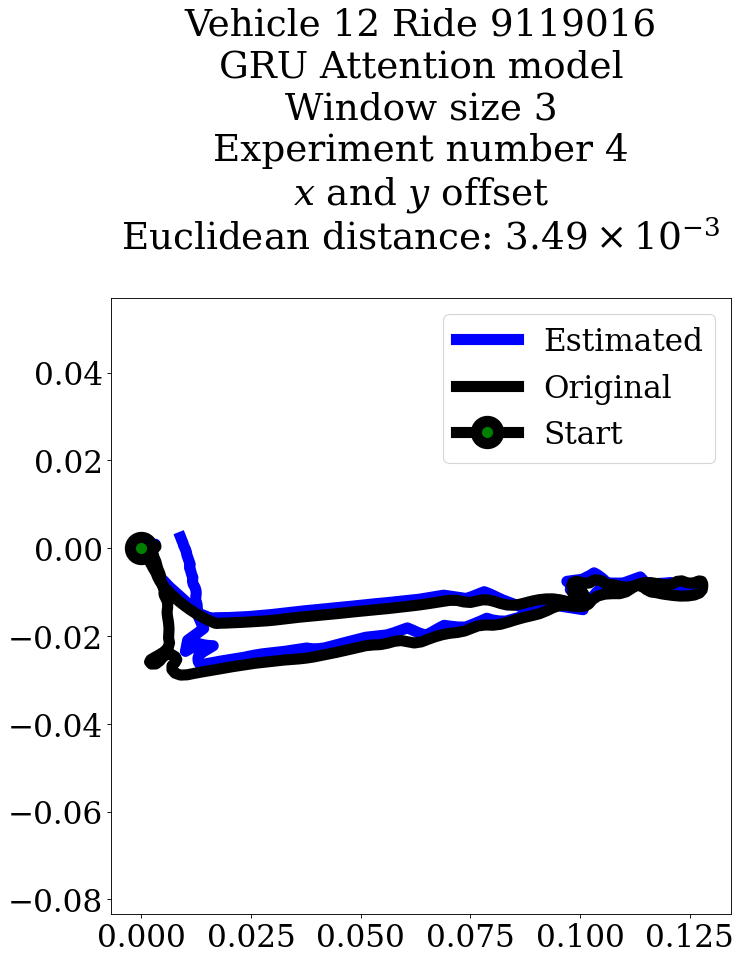 Vehicle 12 Ride 9119016
GRU Attention model
Window size 3
Experiment number 4
x and y offset
Euclidean distance: 3.49 × 10⁻³
Estimated
Original
Start
0.04
0.02
0.00
−0.02
−0.04
−0.06
−0.08
0.000 0.025 0.050 0.075 0.100 0.125